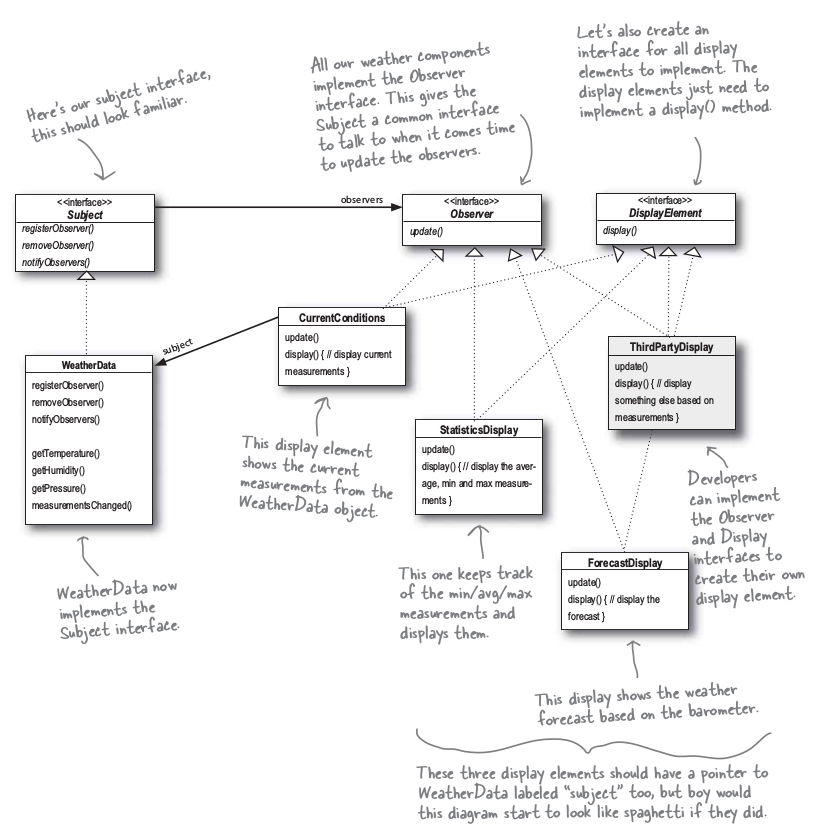 Here's our subject interface,
this should look familiar.
All our weather components
implement the Observer
interface. This gives the
Subject a common interface
to talk to when it comes time
to update the observers.
Let's also create an
interface for all display
elements to implement. The
display elements just need to
implement a display() method.
<<interface>>
Subject
registerObserver()
removeObserver()
notifyObservers()
observers
<<interface>>
Observer
update()
<<interface>>
DisplayElement
display()
CurrentConditions
update()
display() { // display current
measurements }
subject
WeatherData
registerObserver()
removeObserver()
notifyObservers()
getTemperature()
getHumidity()
getPressure()
measurementsChanged()
ThirdPartyDisplay
update()
display() { // display
something else based on
measurements }
StatisticsDisplay
update()
display() { // display the aver-
age, min and max measure-
ments }
This display element
shows the current
measurements from the
WeatherData object.
Developers
can implement
the Observer
and Display
interfaces to
create their own
display element.
ForecastDisplay
update()
display() { // display the
forecast }
WeatherData now
implements the
Subject interface.
This one keeps track
of the min/avg/max
measurements and
displays them.
This display shows the weather
forecast based on the barometer.
These three display elements should have a pointer to
WeatherData labeled “subject” too, but boy would
this diagram start to look like spaghetti if they did.